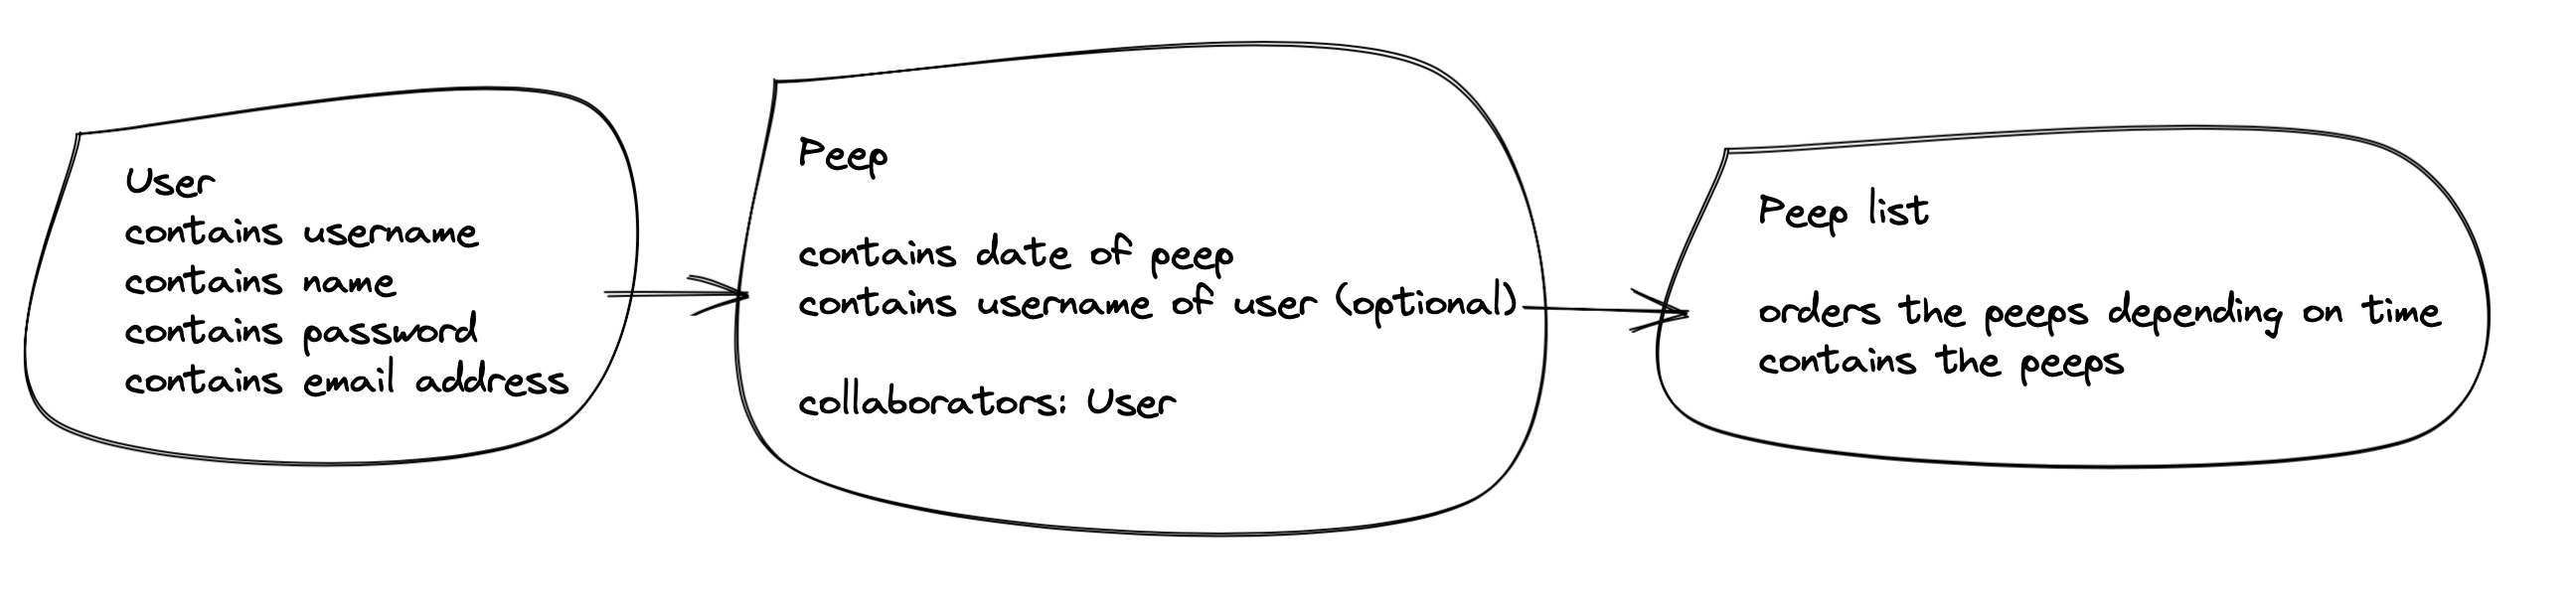 User
contains username
contains name
contains password
contains email address
Peep
contains date of peep
contains username of user (optional)
collaborators: User
Peep list
orders the peeps depending on time
contains the peeps